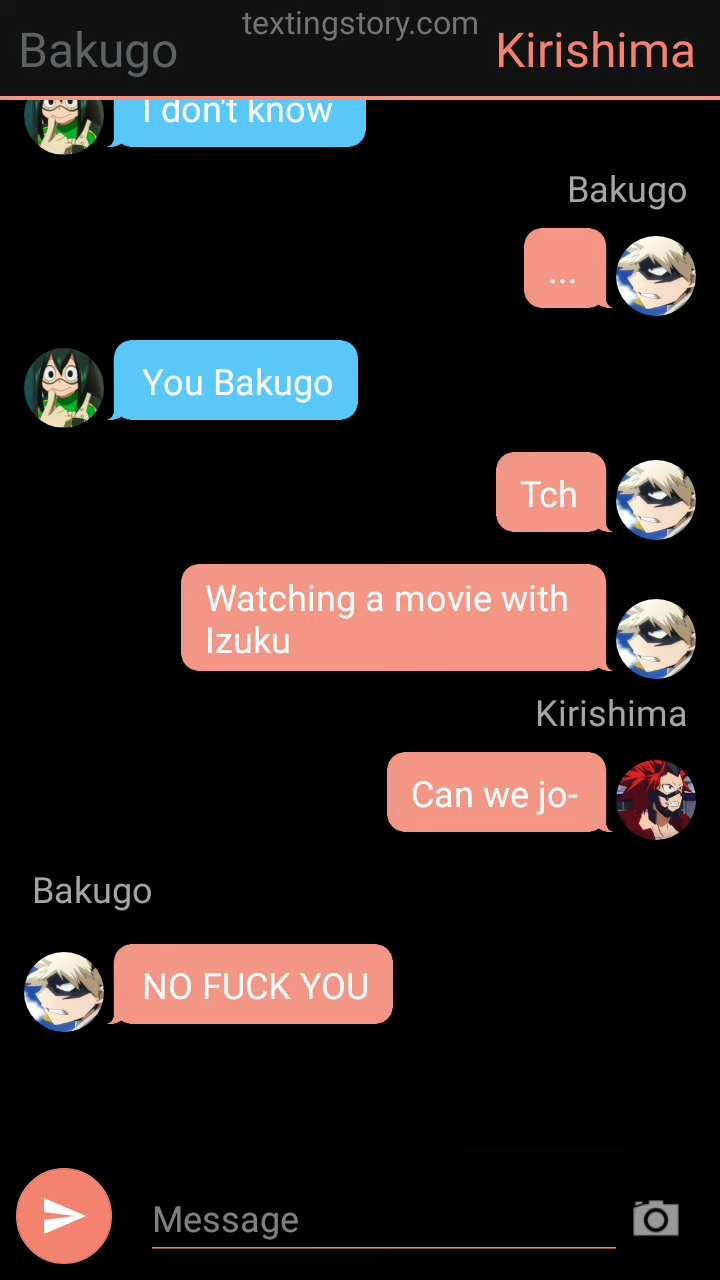 textingstory.com
Bakugo
Kirishima
I don't know
Bakugo
...
You Bakugo
Tch
Watching a movie with
Izuku
Kirishima
Can we jo-
Bakugo
NO FUCK YOU
Message